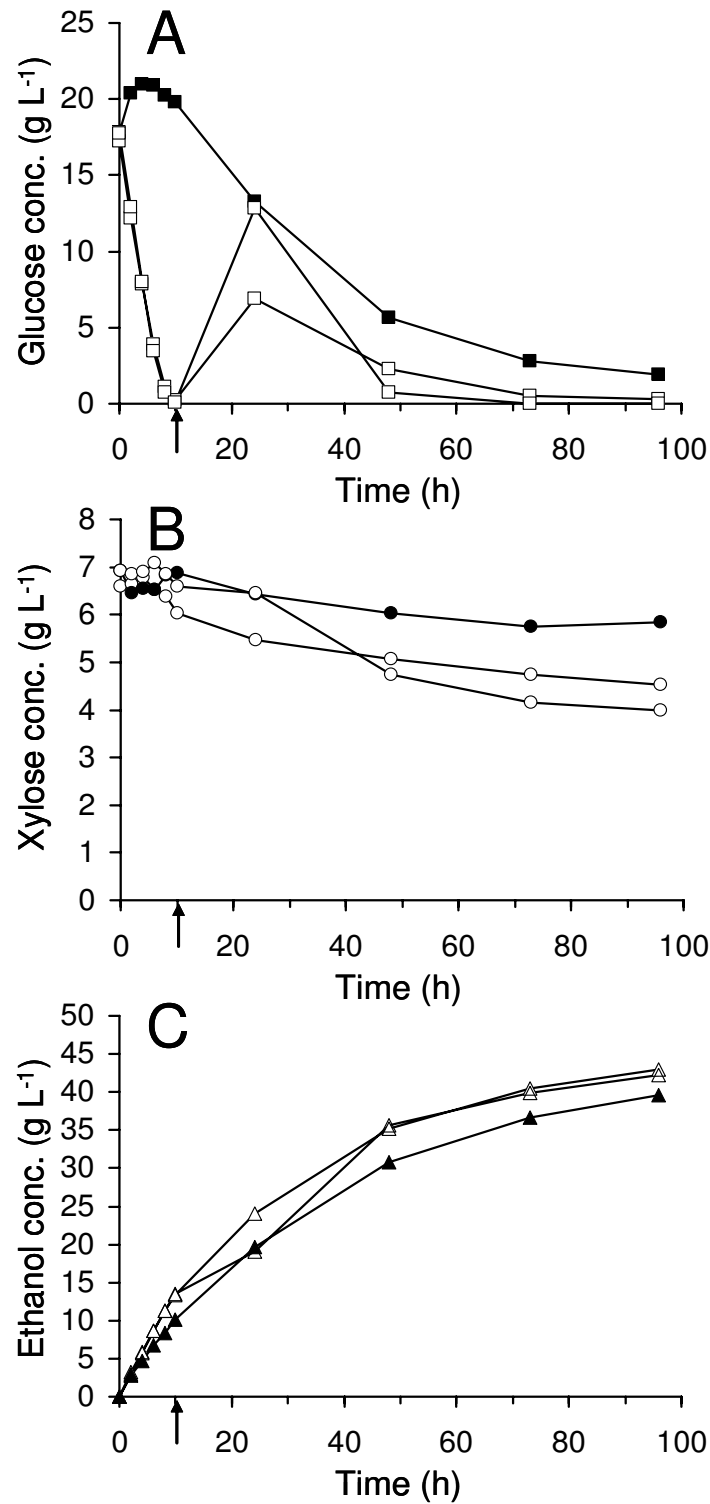 A
Glucose conc. (g L-1)
25
20
15
10
5
0
0 20 40 60 80 100
Time (h)
B
Xylose conc. (g L-1)
8
7
6
5
4
3
2
1
0
0 20 40 60 80 100
Time (h)
C
Ethanol conc. (g L-1)
50
45
40
35
30
25
20
15
10
5
0
0 20 40 60 80 100
Time (h)